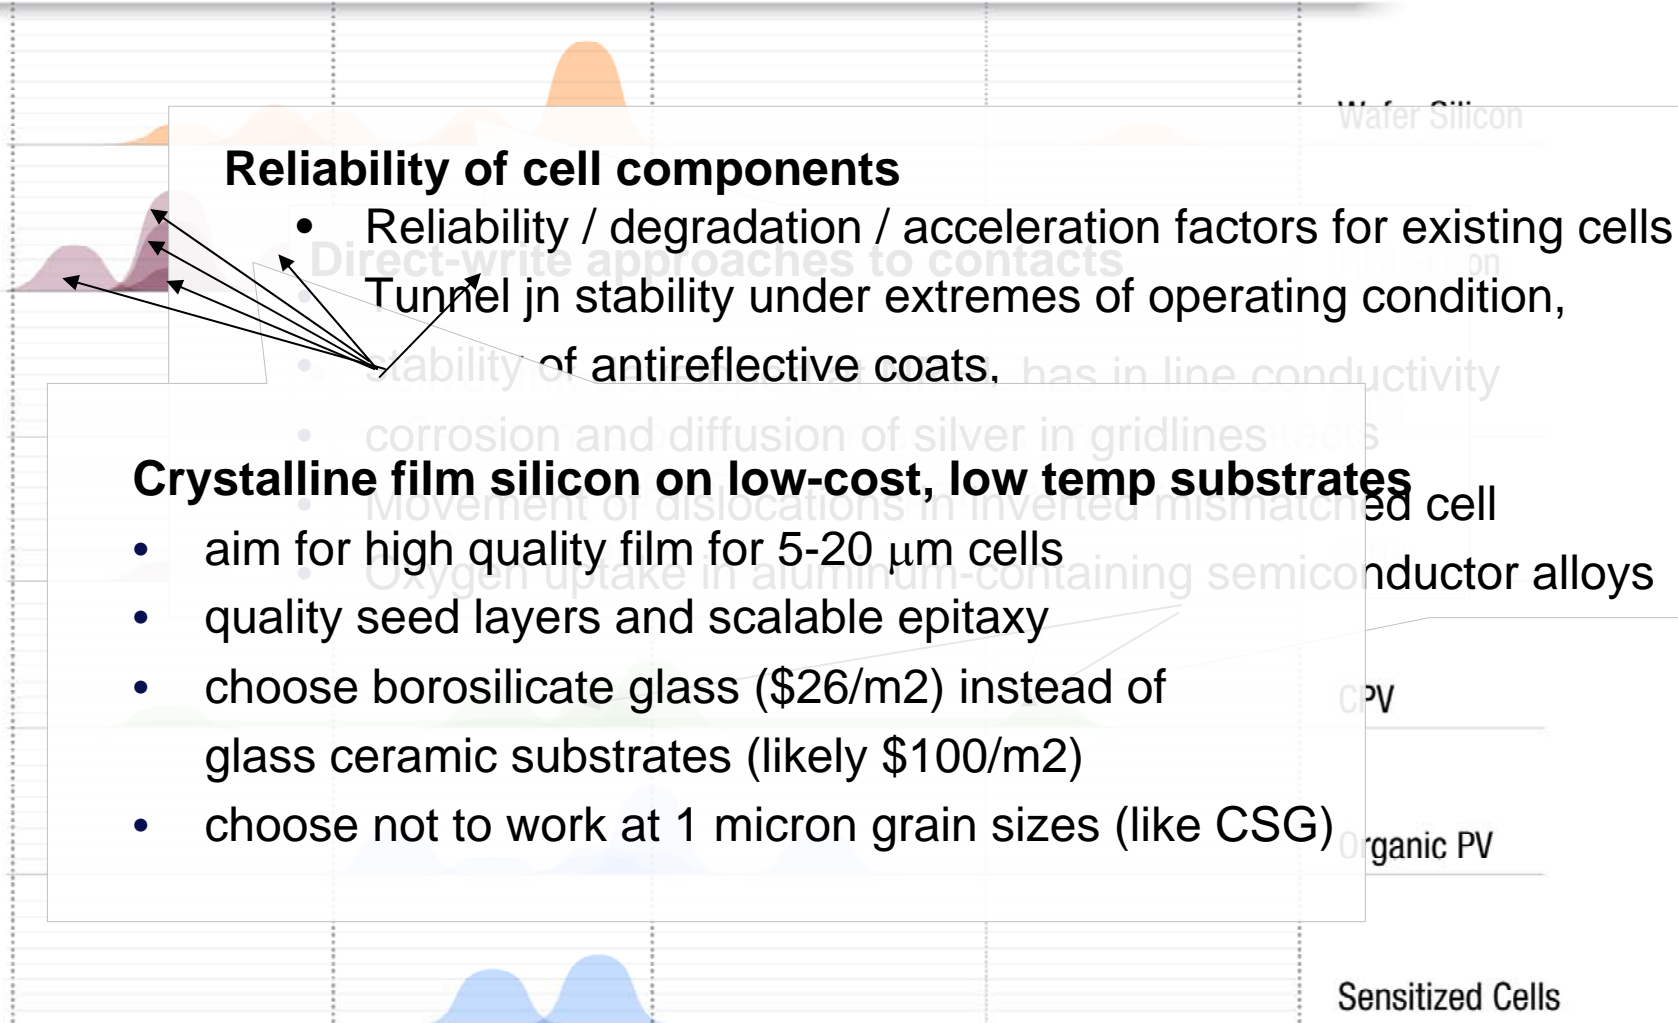 Wafer Silicon
Reliability of cell components
• Reliability / degradation / acceleration factors for existing cells
Direct-write approaches to contacts
Tunnel jn stability under extremes of operating condition,
• stability of antireflective coats,
has in line conductivity
• corrosion and diffusion of silver in gridlines
Crystalline film silicon on low-cost, low temp substrates
• Movement of dislocations in inverted mismatched cell
• aim for high quality film for 5-20 μm cells
• Oxygen uptake in aluminum-containing semiconductor alloys
• quality seed layers and scalable epitaxy
• choose borosilicate glass ($26/m2) instead of
glass ceramic substrates (likely $100/m2)
CPV
• choose not to work at 1 micron grain sizes (like CSG)
Organic PV
Sensitized Cells